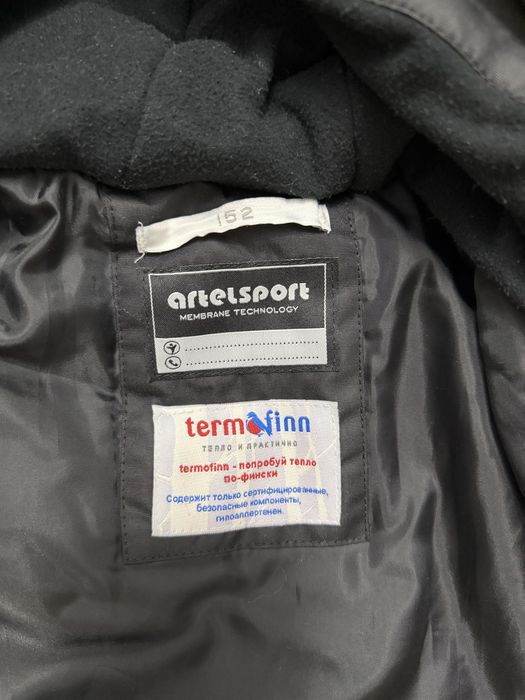 152
artelsport
MEMBRANE TECHNOLOGY
termofinn
ТЕПЛО И ПРАКТИЧНО
termofinn - попробуй тепло
по-фински
Содержит только сертифицированные,
безопасные компоненты,
гипоаллергенен.